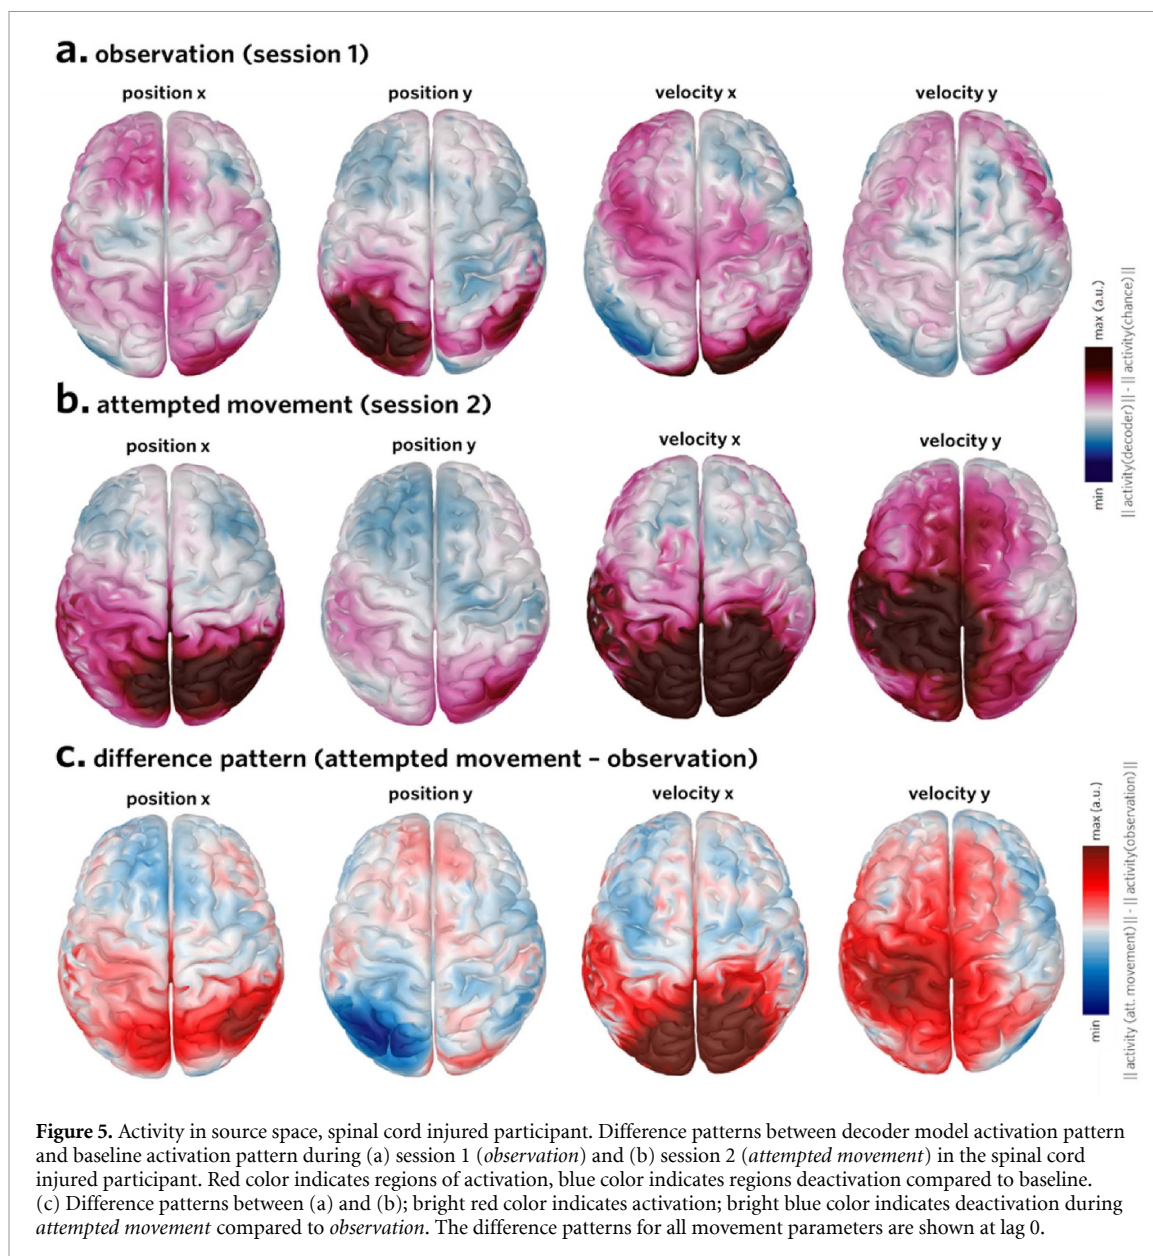 a. observation (session 1)
position x
position y
velocity x
velocity y
b. attempted movement (session 2)
position x
position y
velocity x
velocity y
max (a.u.)
min
|| activity(decoder) || - || activity(chance) ||
c. difference pattern (attempted movement – observation)
position x
position y
velocity x
velocity y
max (a.u.)
min
|| activity (att. movement) || - || activity(observation) ||
Figure 5. Activity in source space, spinal cord injured participant. Difference patterns between decoder model activation pattern
and baseline activation pattern during (a) session 1 (observation) and (b) session 2 (attempted movement) in the spinal cord
injured participant. Red color indicates regions of activation, blue color indicates regions deactivation compared to baseline.
(c) Difference patterns between (a) and (b); bright red color indicates activation; bright blue color indicates deactivation during
attempted movement compared to observation. The difference patterns for all movement parameters are shown at lag 0.